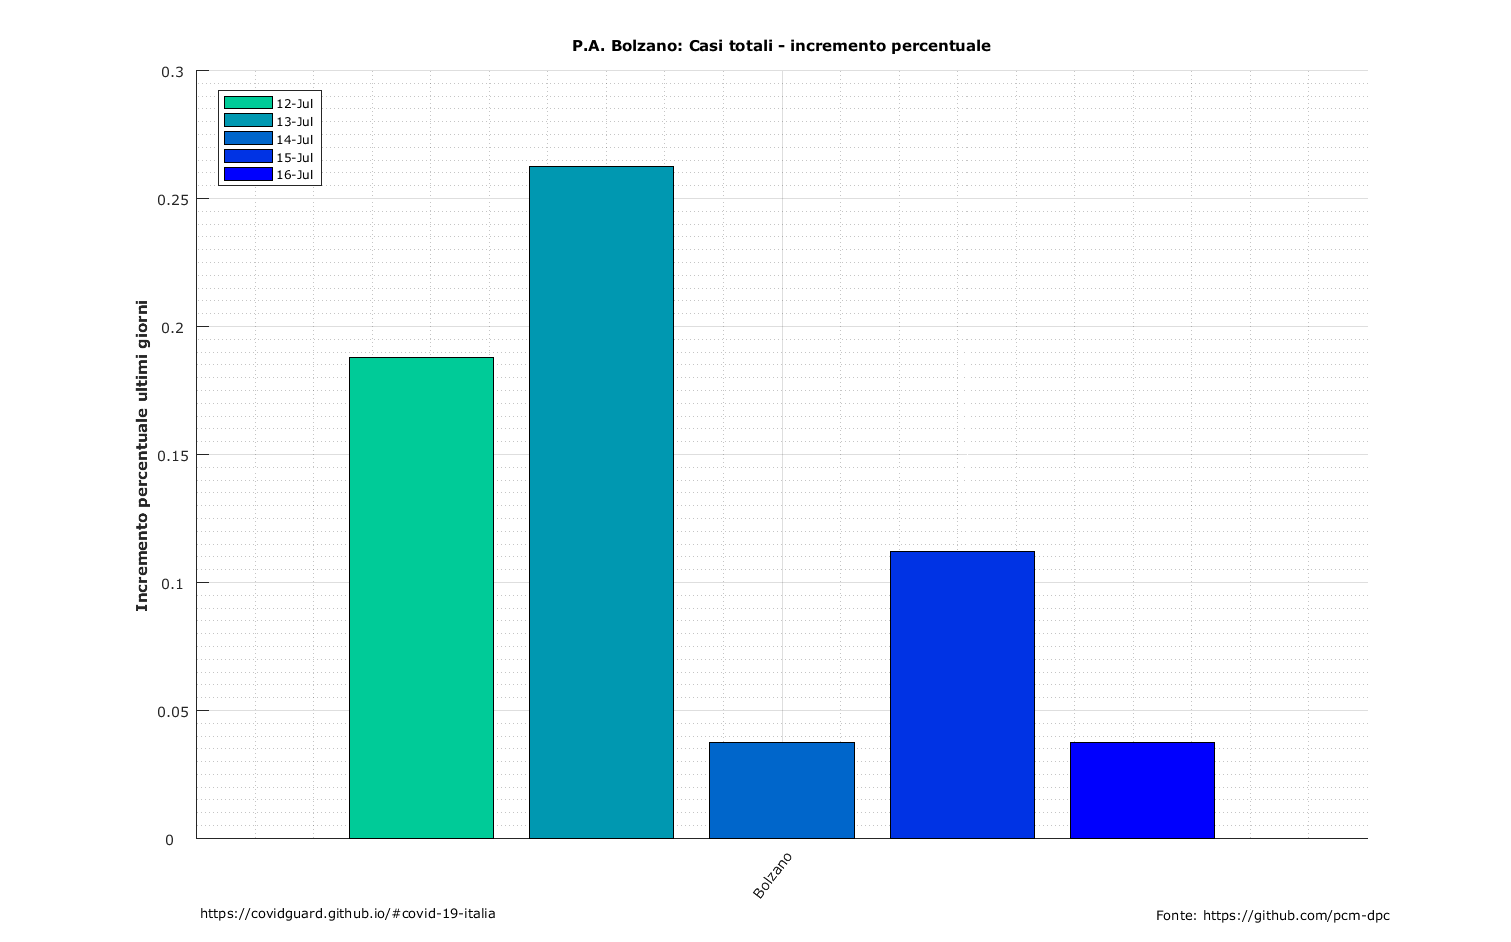 P.A. Bolzano: Casi totali - incremento percentuale
0.3
0.25
0.2
0.15
0.1
0.05
0
Incremento percentuale ultimi giorni
12-Jul
13-Jul
14-Jul
15-Jul
16-Jul
Bolzano
https://covidguard.github.io/#covid-19-italia
Fonte: https://github.com/pcm-dpc